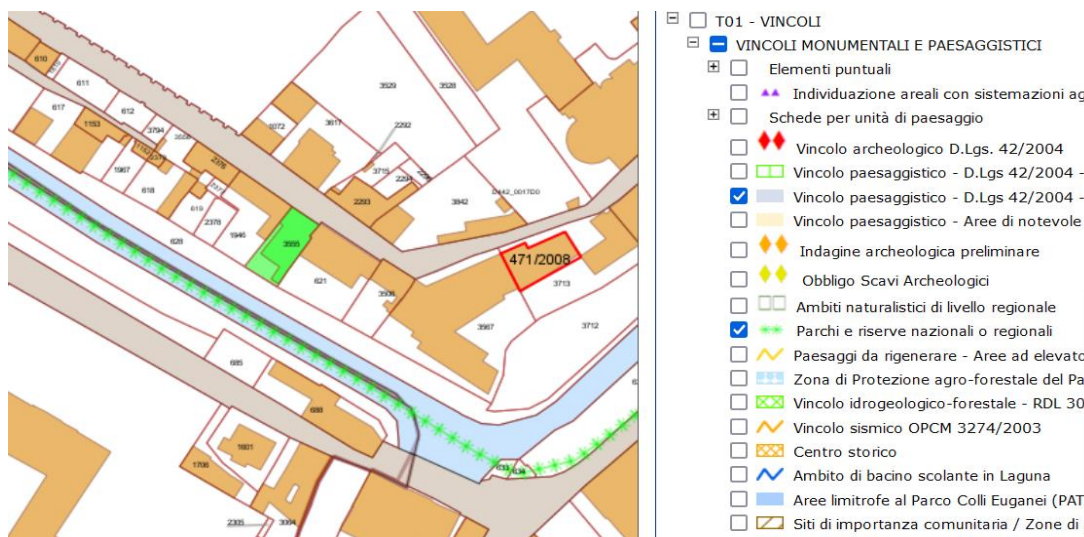 T01 - VINCOLI
VINCOLI MONUMENTALI E PAESAGGISTICI
Elementi puntuali
Individuazione areali con sistemazioni ag
Schede per unità di paesaggio
Vincolo archeologico D.Lgs. 42/2004
Vincolo paesaggistico - D.Lgs 42/2004 -
Vincolo paesaggistico - D.Lgs 42/2004 -
Vincolo paesaggistico - Aree di notevole
Indagine archeologica preliminare
Obbligo Scavi Archeologici
Ambiti naturalistici di livello regionale
Parchi e riserve nazionali o regionali
Paesaggi da rigenerare - Aree ad elevato
Zona di Protezione agro-forestale del Pa
Vincolo idrogeologico-forestale - RDL 30
Vincolo sismico OPCM 3274/2003
Centro storico
Ambito di bacino scolante in Laguna
Aree limitrofe al Parco Colli Euganei (PAT
Siti di importanza comunitaria / Zone di
610
611
617
612
1153
3794
1967
618
2376
619
2378
628
1946
3529
3528
1072
3617
2292
3715
2294
2293
3842
621
3506
471/2008
3713
3712
3567
685
688
1601
1706
2305
3064
633
634